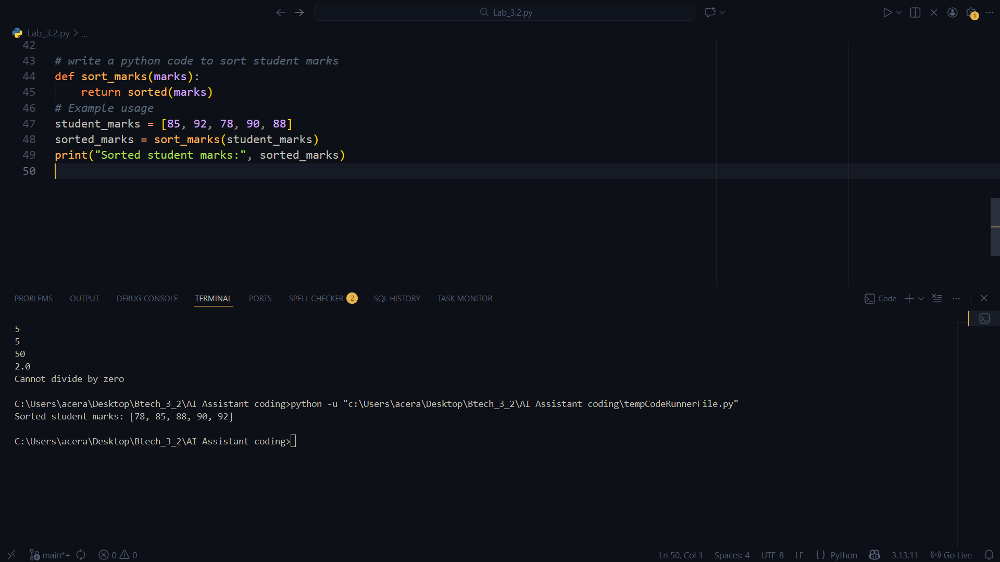 Lab_3.2.py
Lab_3.2.py > ...
1
42
43 # write a python code to sort student marks
44 def sort_marks(marks):
45     return sorted(marks)
46 # Example usage
47 student_marks = [85, 92, 78, 90, 88]
48 sorted_marks = sort_marks(student_marks)
49 print("Sorted student marks:", sorted_marks)
50
PROBLEMS OUTPUT DEBUG CONSOLE TERMINAL PORTS SPELL CHECKER 2 SQL HISTORY TASK MONITOR Code
5
5
50
2.0
Cannot divide by zero
C:\Users\acera\Desktop\Btech_3_2\AI Assistant coding>python -u "c:\Users\acera\Desktop\Btech_3_2\AI Assistant coding\tempCodeRunnerFile.py"
Sorted student marks: [78, 85, 88, 90, 92]
C:\Users\acera\Desktop\Btech_3_2\AI Assistant coding>
main*+ 0 0 Ln 50, Col 1 Spaces: 4 UTF-8 LF {} Python 3.13.11 Go Live